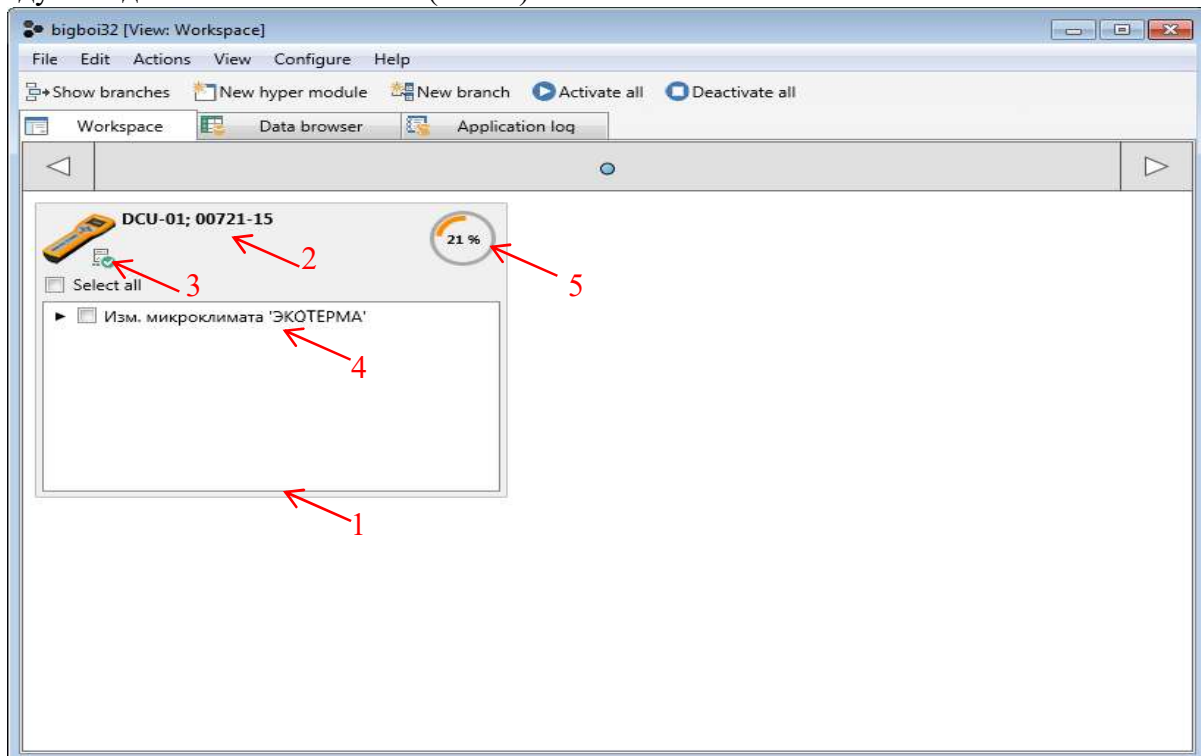 bigboi32 [View: Workspace]
File Edit Actions View Configure Help
Show branches New hyper module New branch Activate all Deactivate all
Workspace Data browser Application log
DCU-01; 00721-15
21 %
2
3
5
Select all
Изм. микроклимата 'ЭКОТЕРМА'
4
1